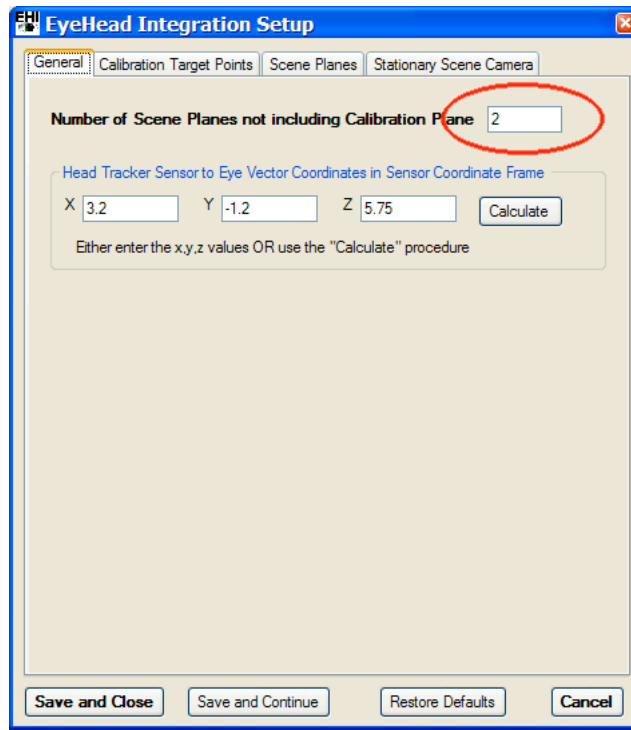 EHI EyeHead Integration Setup
General Calibration Target Points Scene Planes Stationary Scene Camera
Number of Scene Planes not including Calibration Plane 2
Head Tracker Sensor to Eye Vector Coordinates in Sensor Coordinate Frame
X 3.2 Y -1.2 Z 5.75 Calculate
Either enter the x,y,z values OR use the "Calculate" procedure
Save and Close Save and Continue Restore Defaults Cancel